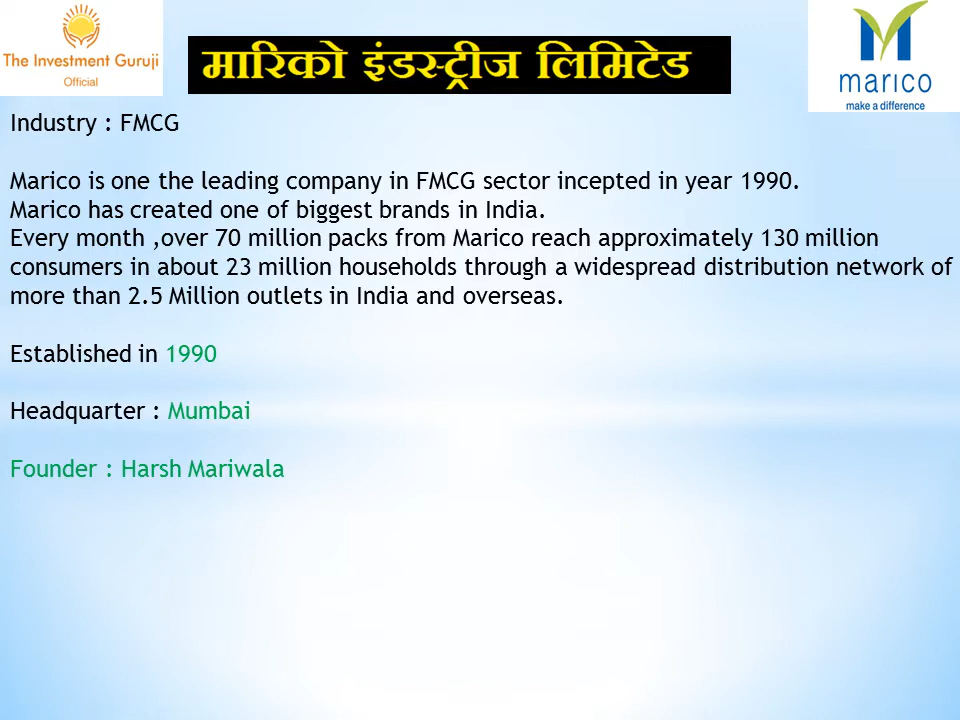 The Investment Guruji
Official
मारिको इंडस्ट्रीज लिमिटेड
marico
make a difference
Industry : FMCG
Marico is one the leading company in FMCG sector incepted in year 1990.
Marico has created one of biggest brands in India.
Every month ,over 70 million packs from Marico reach approximately 130 million
consumers in about 23 million households through a widespread distribution network of
more than 2.5 Million outlets in India and overseas.
Established in 1990
Headquarter : Mumbai
Founder : Harsh Mariwala